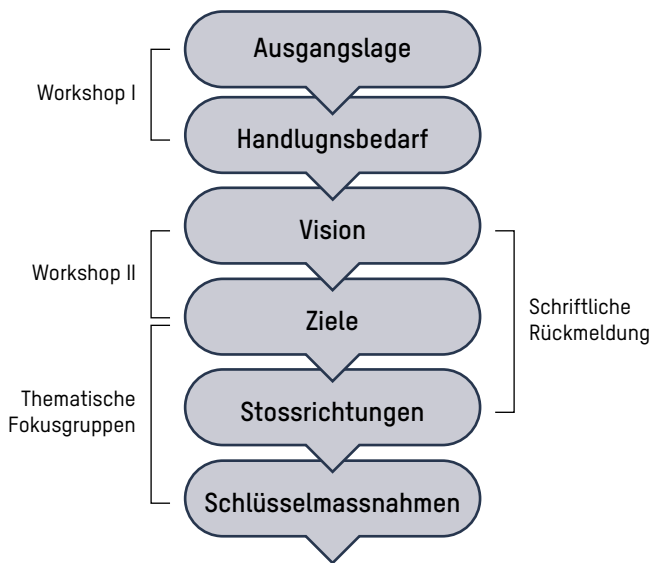 Ausgangslage
Workshop I
Handlugnsbedarf
Vision
Workshop II
Ziele
Schriftliche
Rückmeldung
Thematische
Fokusgruppen
Stossrichtungen
Schlüsselmassnahmen